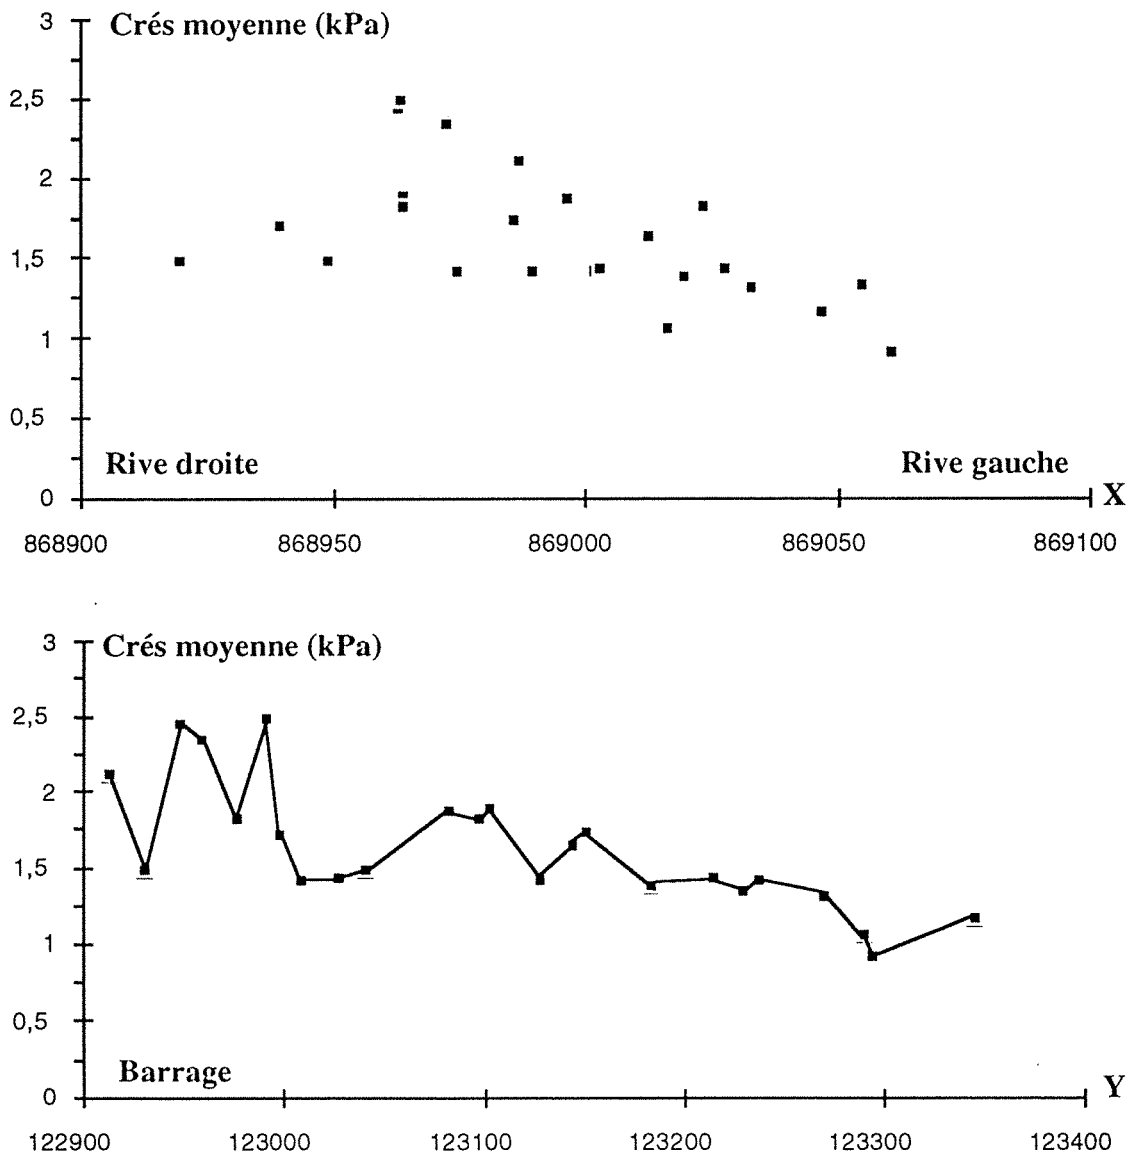 3
Crés moyenne (kPa)
2,5
2
1,5
1
0,5
Rive droite
Rive gauche
0
X
868900 868950 869000 869050 869100
3
Crés moyenne (kPa)
2,5
2
1,5
1
0,5
Barrage
0
Y
122900 123000 123100 123200 123300 123400